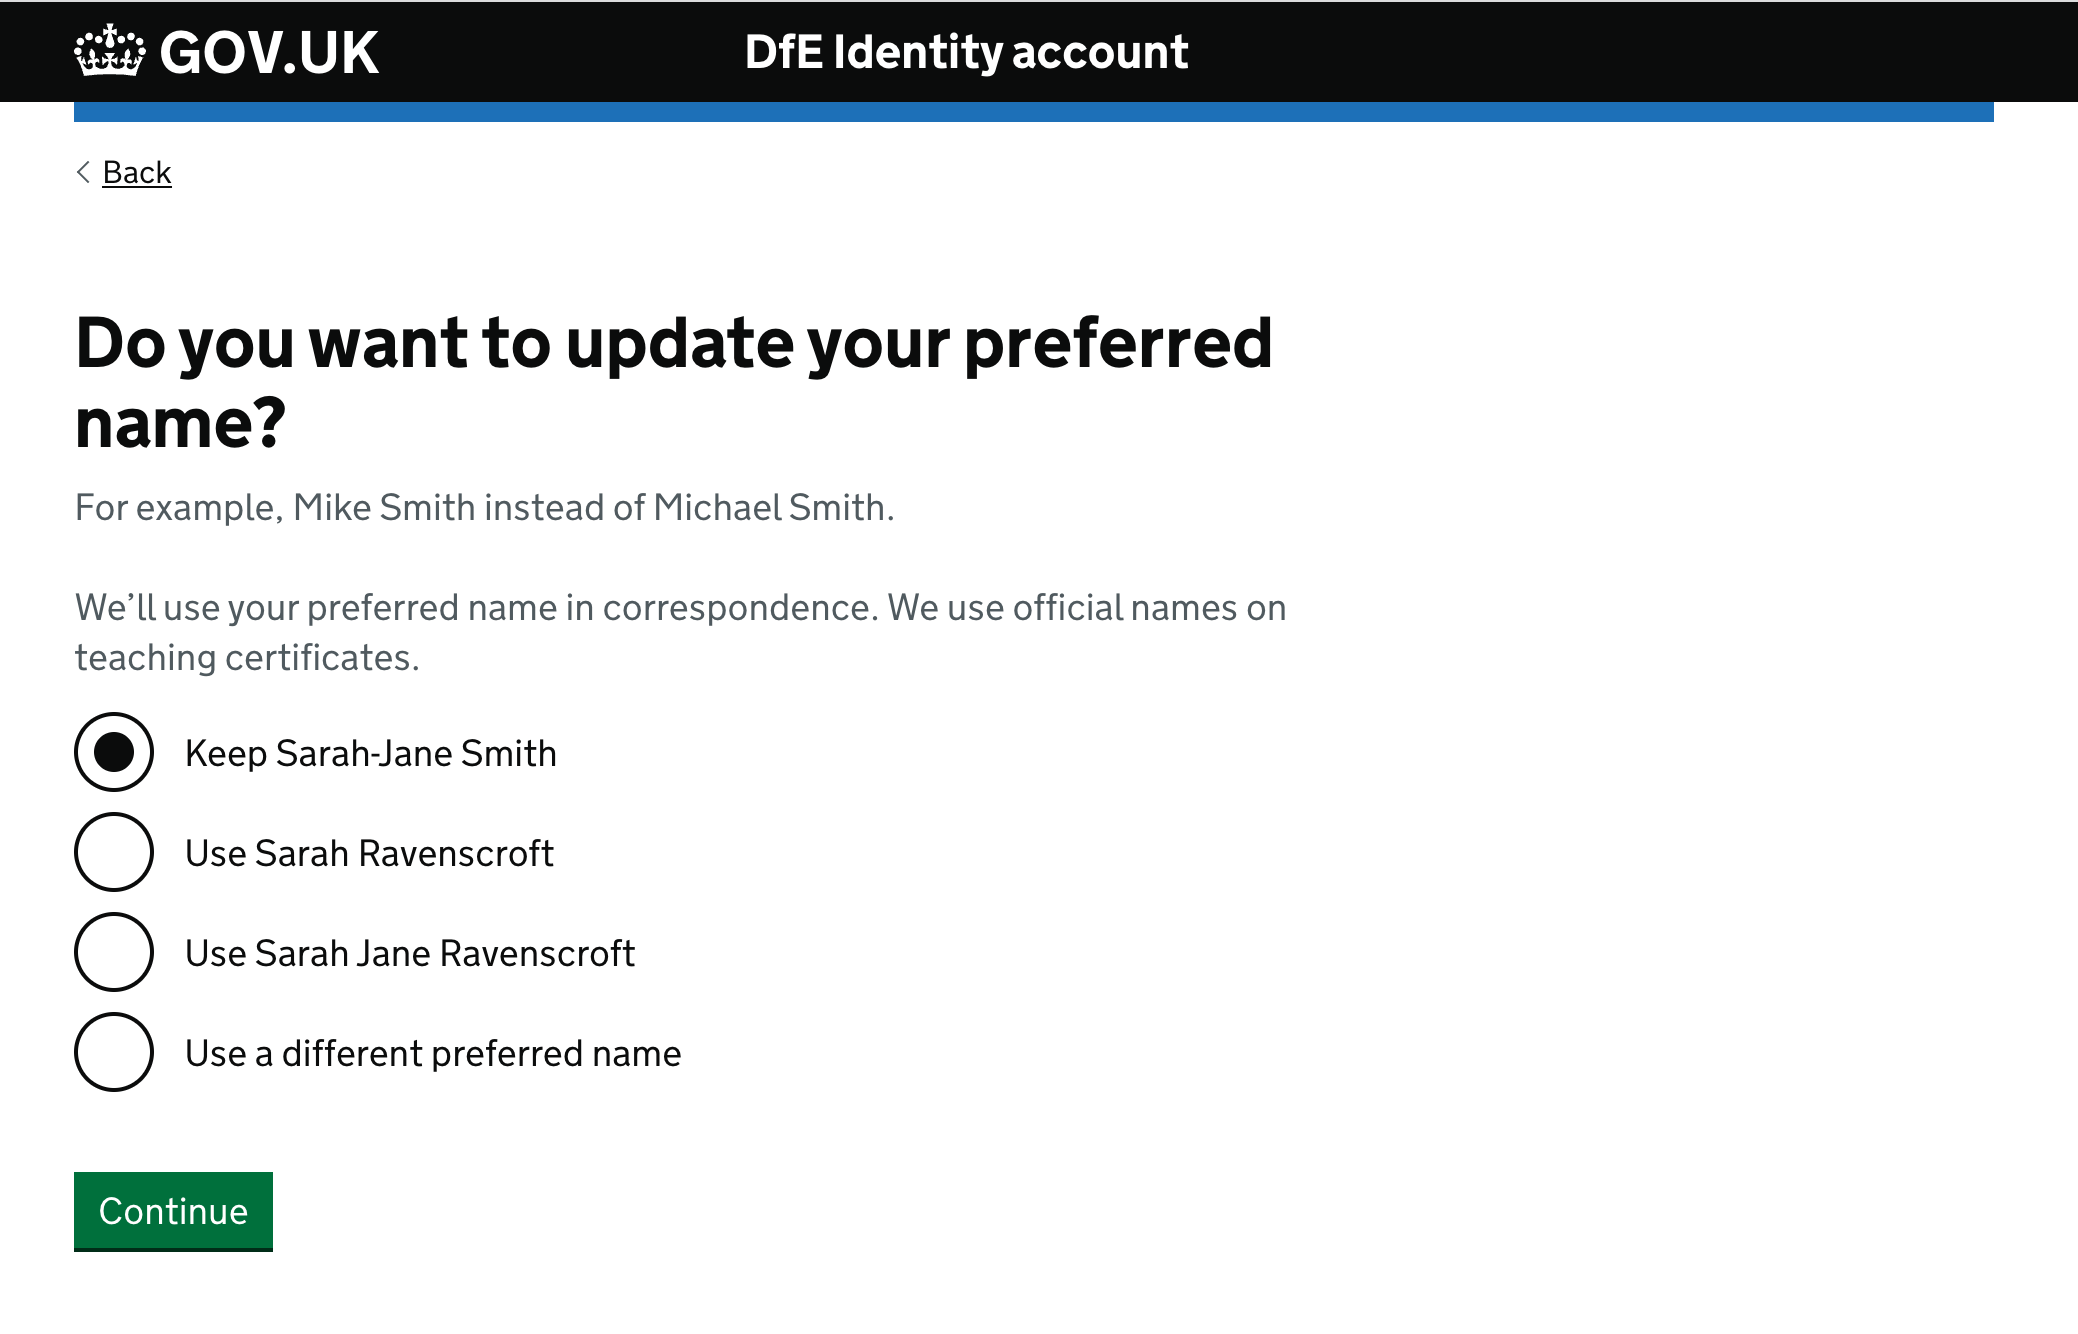 GOV.UK
DfE Identity account
Back
Do you want to update your preferred
name?
For example, Mike Smith instead of Michael Smith.
We’ll use your preferred name in correspondence. We use official names on
teaching certificates.
Keep Sarah-Jane Smith
Use Sarah Ravenscroft
Use Sarah Jane Ravenscroft
Use a different preferred name
Continue